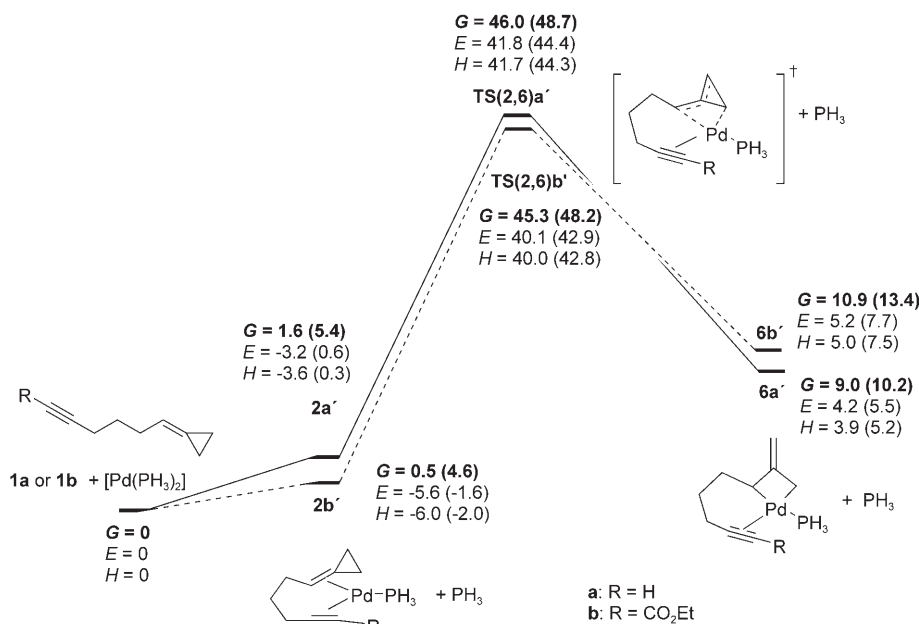 G = 46.0 (48.7)
E = 41.8 (44.4)
H = 41.7 (44.3)
TS(2,6)a´
†
Pd
PH3
R
+ PH3
TS(2,6)b'
G = 45.3 (48.2)
E = 40.1 (42.9)
H = 40.0 (42.8)
G = 1.6 (5.4)
E = -3.2 (0.6)
H = -3.6 (0.3)
2a´
6b´
G = 10.9 (13.4)
E = 5.2 (7.7)
H = 5.0 (7.5)
6a´
G = 9.0 (10.2)
E = 4.2 (5.5)
H = 3.9 (5.2)
R
1a or 1b + [Pd(PH3)2]
G = 0
E = 0
H = 0
2b´
G = 0.5 (4.6)
E = -5.6 (-1.6)
H = -6.0 (-2.0)
Pd
PH3
R
+ PH3
Pd
PH3
R
+ PH3
a: R = H
b: R = CO2Et